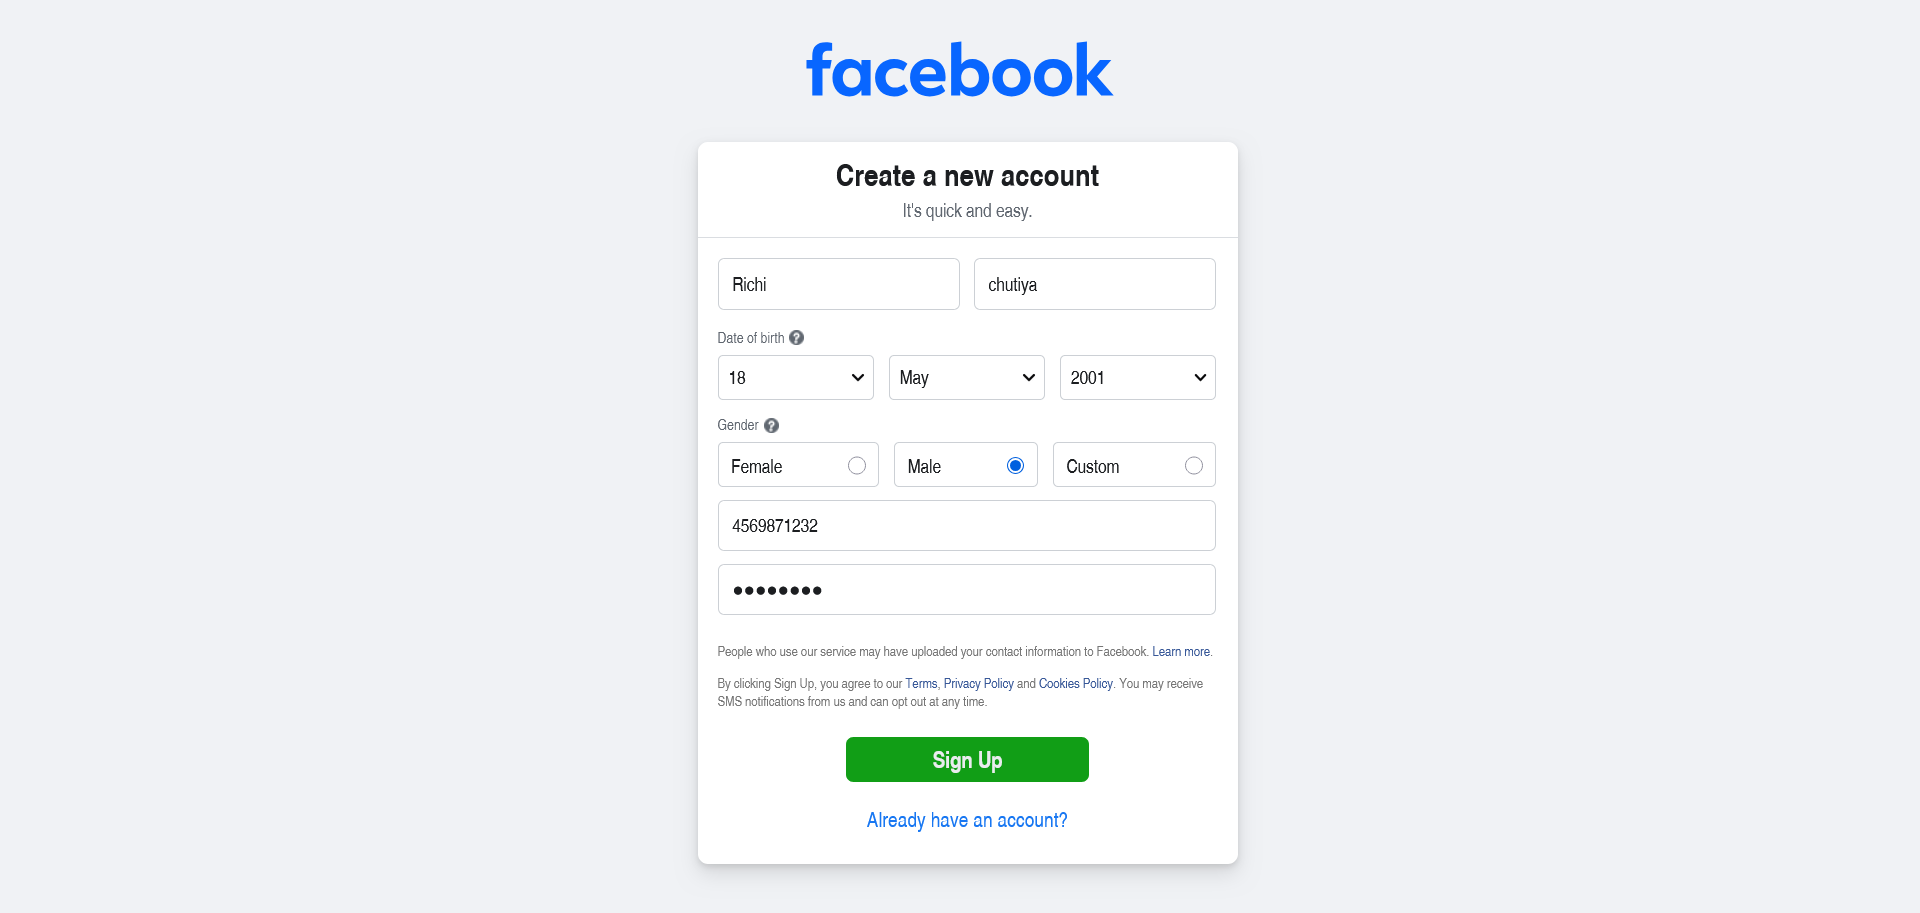 facebook
Create a new account
It's quick and easy.
Richi chutiya
Date of birth ?
18 May 2001
Gender ?
Female Male Custom
4569871232
●●●●●●●●
People who use our service may have uploaded your contact information to Facebook. Learn more.
By clicking Sign Up, you agree to our Terms, Privacy Policy and Cookies Policy. You may receive
SMS notifications from us and can opt out at any time.
Sign Up
Already have an account?